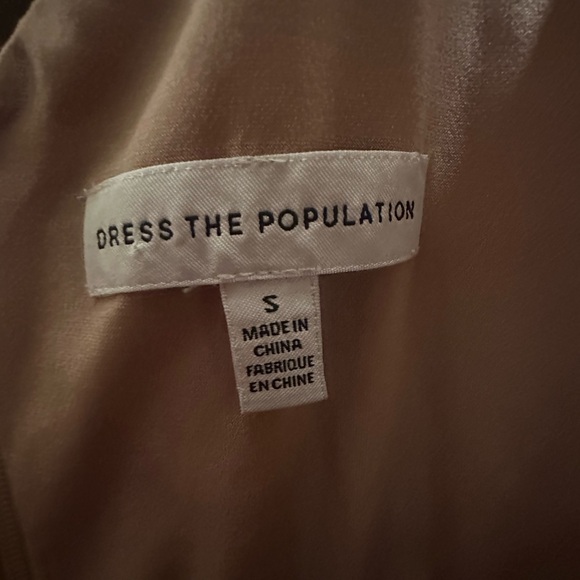 DRESS THE POPULATION
S
MADE IN
CHINA
FABRIQUE
EN CHINE